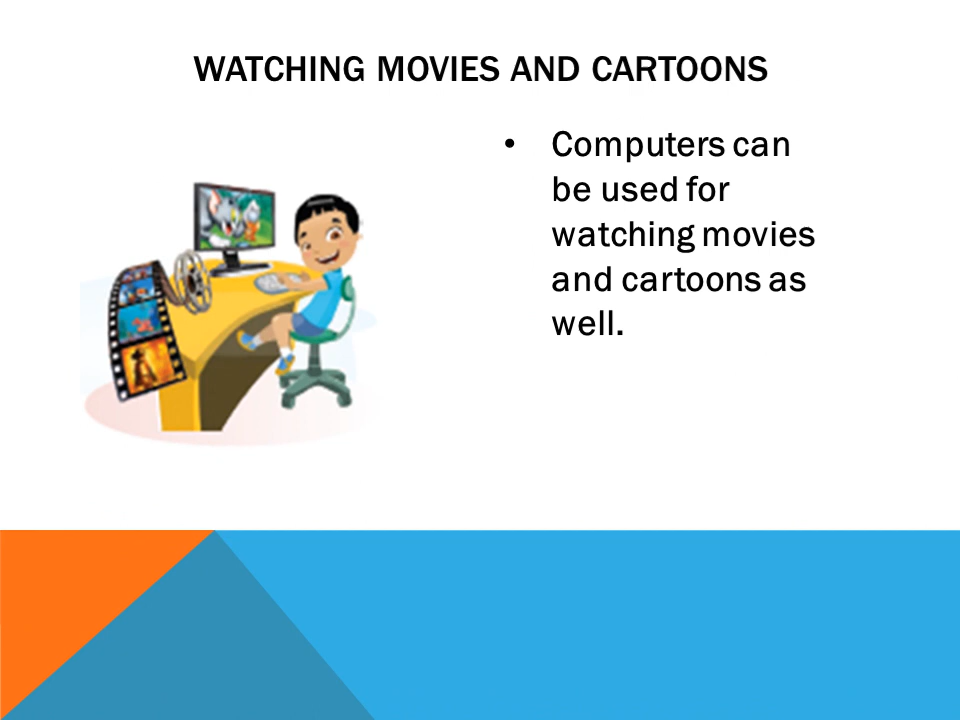 WATCHING MOVIES AND CARTOONS
• Computers can
be used for
watching movies
and cartoons as
well.